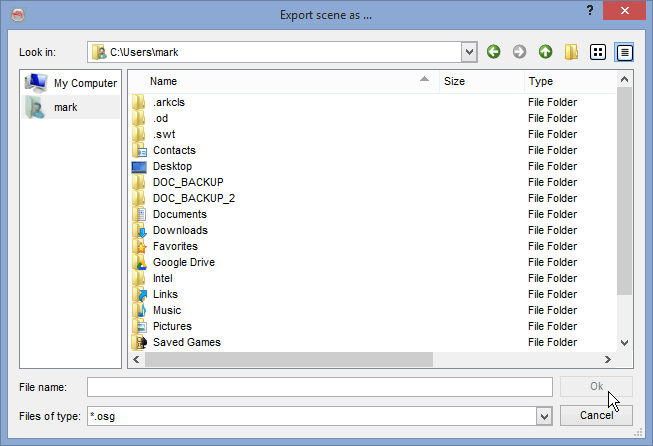 Export scene as ...
?
Look in: C:\Users\mark
My Computer
mark
Name Size Type
.arkcls File Folder
.od File Folder
.swt File Folder
Contacts File Folder
Desktop File Folder
DOC_BACKUP File Folder
DOC_BACKUP_2 File Folder
Documents File Folder
Downloads File Folder
Favorites File Folder
Google Drive File Folder
Intel File Folder
Links File Folder
Music File Folder
Pictures File Folder
Saved Games File Folder
File name: Ok
Files of type: *.osg Cancel